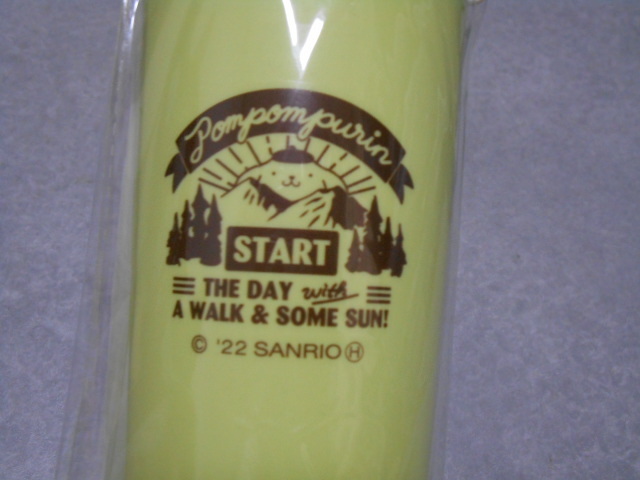 Pompompurin
START
THE DAY with
A WALK & SOME SUN!
© '22 SANRIO Ⓗ